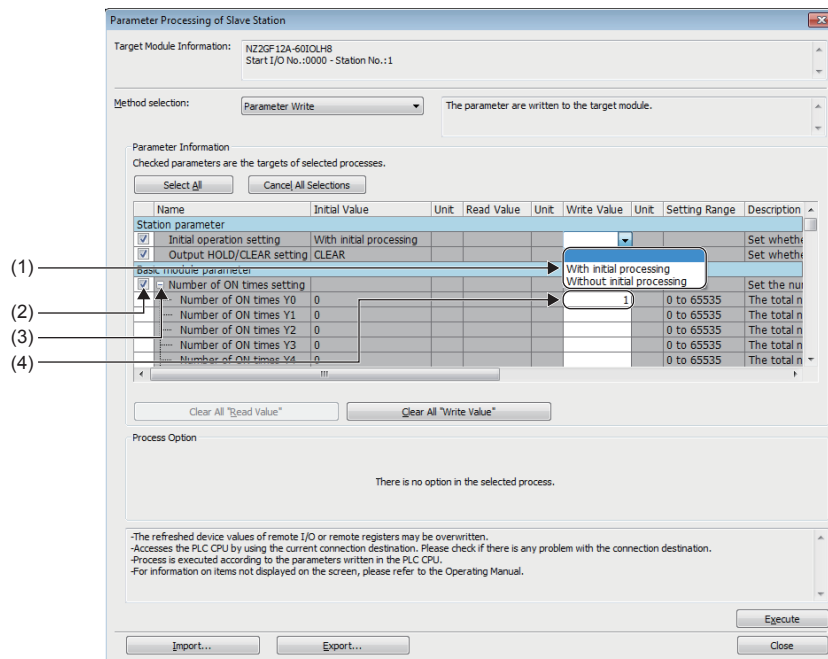 Parameter Processing of Slave Station
Target Module Information:
NZ2GF12A-60IOLH8
Start I/O No.:0000 - Station No.:1
Method selection:
Parameter Write
The parameter are written to the target module.
Parameter Information
Checked parameters are the targets of selected processes.
Select All
Cancel All Selections
Name Initial Value Unit Read Value Unit Write Value Unit Setting Range Description
Station parameter
Initial operation setting With initial processing Set whethe
Output HOLD/CLEAR setting CLEAR Set whethe
(1)
Basic module parameter
With initial processing
Without initial processing
(2)
Number of ON times setting Set the nu
Number of ON times Y0 0 1 0 to 65535 The total n
(3)
Number of ON times Y1 0 0 to 65535 The total n
Number of ON times Y2 0 0 to 65535 The total n
Number of ON times Y3 0 0 to 65535 The total n
(4)
Number of ON times Y4 0 0 to 65535 The total n
Clear All "Read Value"
Clear All "Write Value"
Process Option
There is no option in the selected process.
-The refreshed device values of remote I/O or remote registers may be overwritten.
-Accesses the PLC CPU by using the current connection destination. Please check if there is any problem with the connection destination.
-Process is executed according to the parameters written in the PLC CPU.
-For information on items not displayed on the screen, please refer to the Operating Manual.
Execute
Import...
Export...
Close